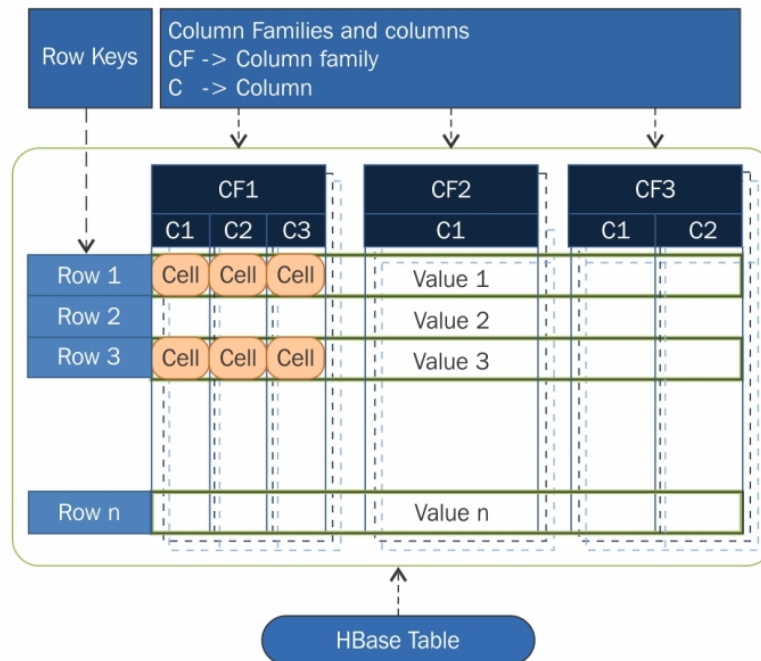 Row Keys
Column Families and columns
CF -> Column family
C -> Column
CF1
CF2
CF3
C1
C2
C3
C1
C1
C2
Row 1
Cell
Cell
Cell
Value 1
Row 2
Value 2
Row 3
Cell
Cell
Cell
Value 3
Row n
Value n
HBase Table